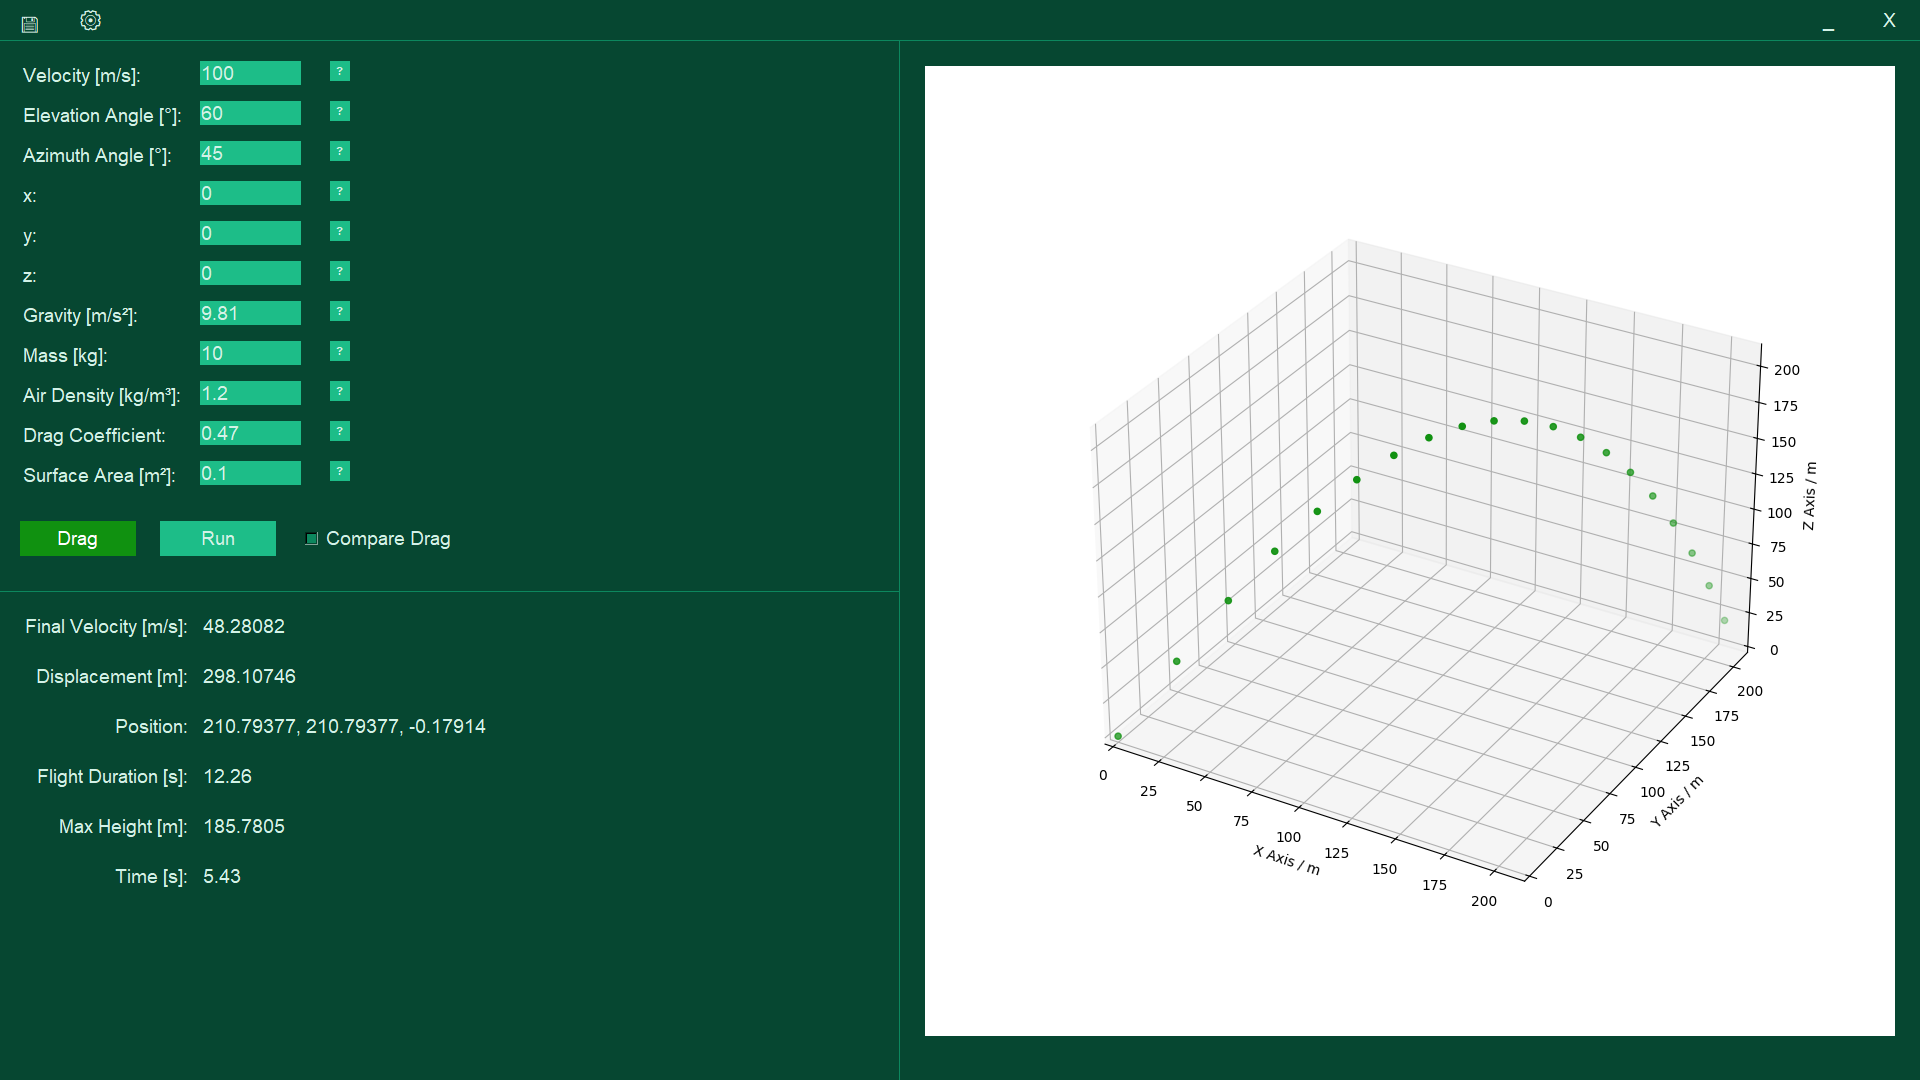 _ X
Velocity [m/s]: 100 ?
Elevation Angle [°]: 60 ?
Azimuth Angle [°]: 45 ?
x: 0 ?
y: 0 ?
z: 0 ?
Gravity [m/s²]: 9.81 ?
Mass [kg]: 10 ?
Air Density [kg/m³]: 1.2 ?
Drag Coefficient: 0.47 ?
Surface Area [m²]: 0.1 ?
Drag Run Compare Drag
Final Velocity [m/s]: 48.28082
Displacement [m]: 298.10746
Position: 210.79377, 210.79377, -0.17914
Flight Duration [s]: 12.26
Max Height [m]: 185.7805
Time [s]: 5.43
0 25 50 75 100 125 150 175 200
X Axis / m
0 25 50 75 100 125 150 175 200
Y Axis / m
0 25 50 75 100 125 150 175 200
Z Axis / m